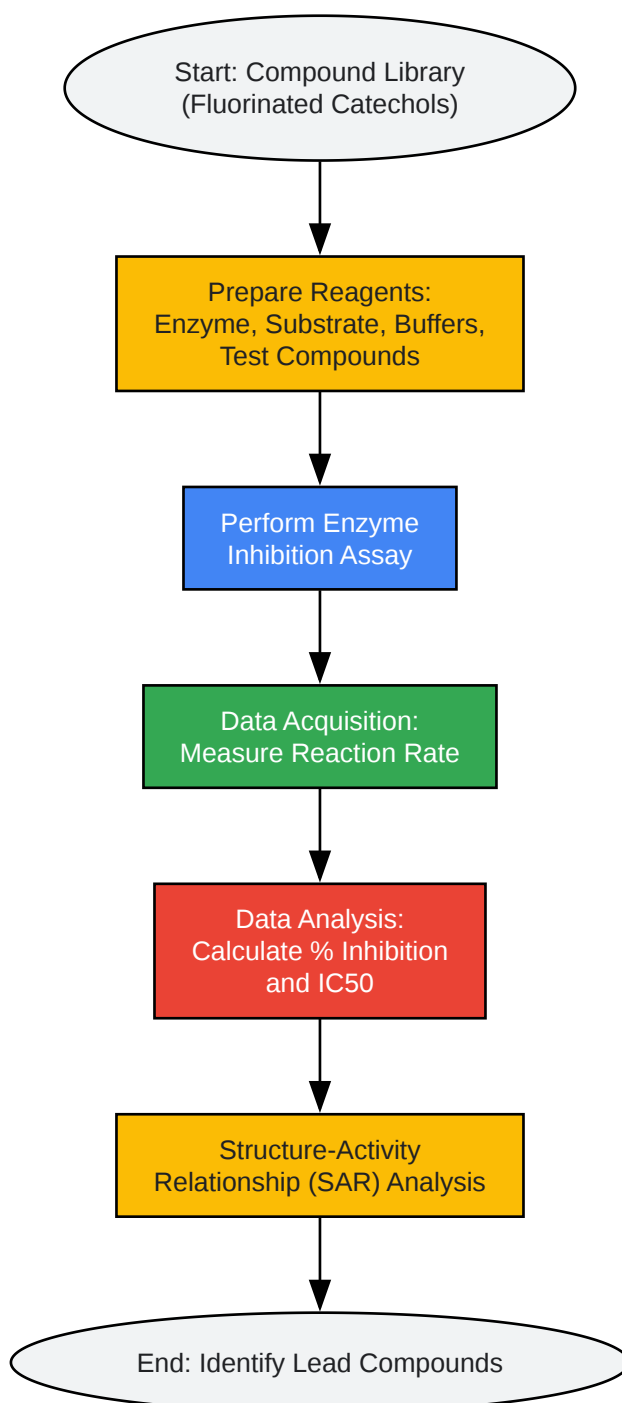 Start: Compound Library
(Fluorinated Catechols)
Prepare Reagents:
Enzyme, Substrate, Buffers,
Test Compounds
Perform Enzyme
Inhibition Assay
Data Acquisition:
Measure Reaction Rate
Data Analysis:
Calculate % Inhibition
and IC50
Structure-Activity
Relationship (SAR) Analysis
End: Identify Lead Compounds